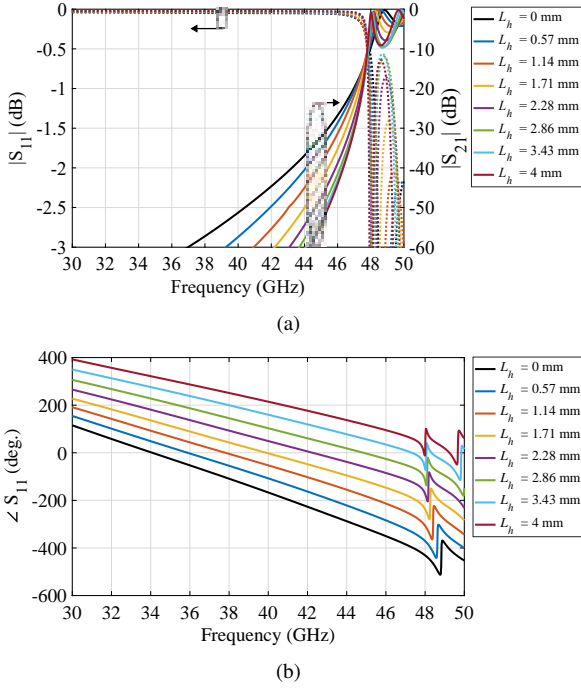 0
-0.5
-1
-1.5
-2
-2.5
-3
|S11| (dB)
0
-10
-20
-30
-40
-50
-60
|S21| (dB)
30 32 34 36 38 40 42 44 46 48 50
Frequency (GHz)
Lh = 0 mm
Lh = 0.57 mm
Lh = 1.14 mm
Lh = 1.71 mm
Lh = 2.28 mm
Lh = 2.86 mm
Lh = 3.43 mm
Lh = 4 mm
(a)
400
200
0
-200
-400
-600
∠ S11 (deg.)
30 32 34 36 38 40 42 44 46 48 50
Frequency (GHz)
Lh = 0 mm
Lh = 0.57 mm
Lh = 1.14 mm
Lh = 1.71 mm
Lh = 2.28 mm
Lh = 2.86 mm
Lh = 3.43 mm
Lh = 4 mm
(b)